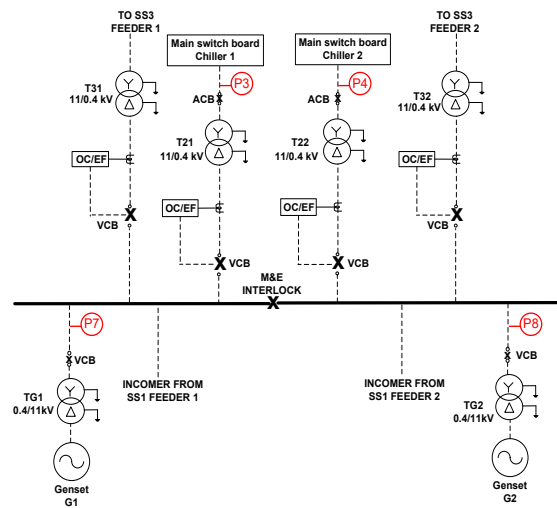 TO SS3
FEEDER 1
TO SS3
FEEDER 2
Main switch board
Chiller 1
Main switch board
Chiller 2
P3
P4
T31
11/0.4 kV
ACB
ACB
T32
11/0.4 kV
T21
11/0.4 kV
T22
11/0.4 kV
OC/EF
OC/EF
OC/EF
OC/EF
VCB
VCB
VCB
VCB
M&E
INTERLOCK
P7
P8
VCB
VCB
INCOMER FROM
SS1 FEEDER 1
INCOMER FROM
SS1 FEEDER 2
TG1
0.4/11kV
TG2
0.4/11kV
Genset
G1
Genset
G2